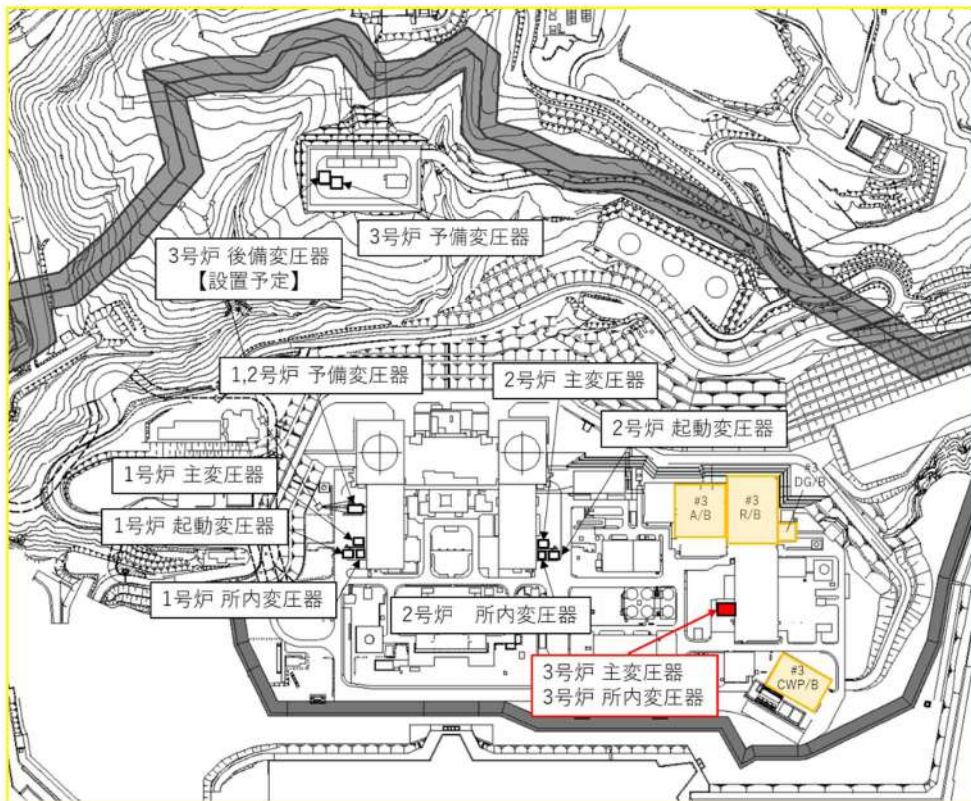 3号炉 予備変圧器
3号炉 後備変圧器
【設置予定】
1,2号炉 予備変圧器
2号炉 主変圧器
2号炉 起動変圧器
1号炉 主変圧器
#3
DG/B
#3
A/B
#3
R/B
1号炉 起動変圧器
1号炉 所内変圧器
2号炉 所内変圧器
3号炉 主変圧器
3号炉 所内変圧器
#3
CWP/B